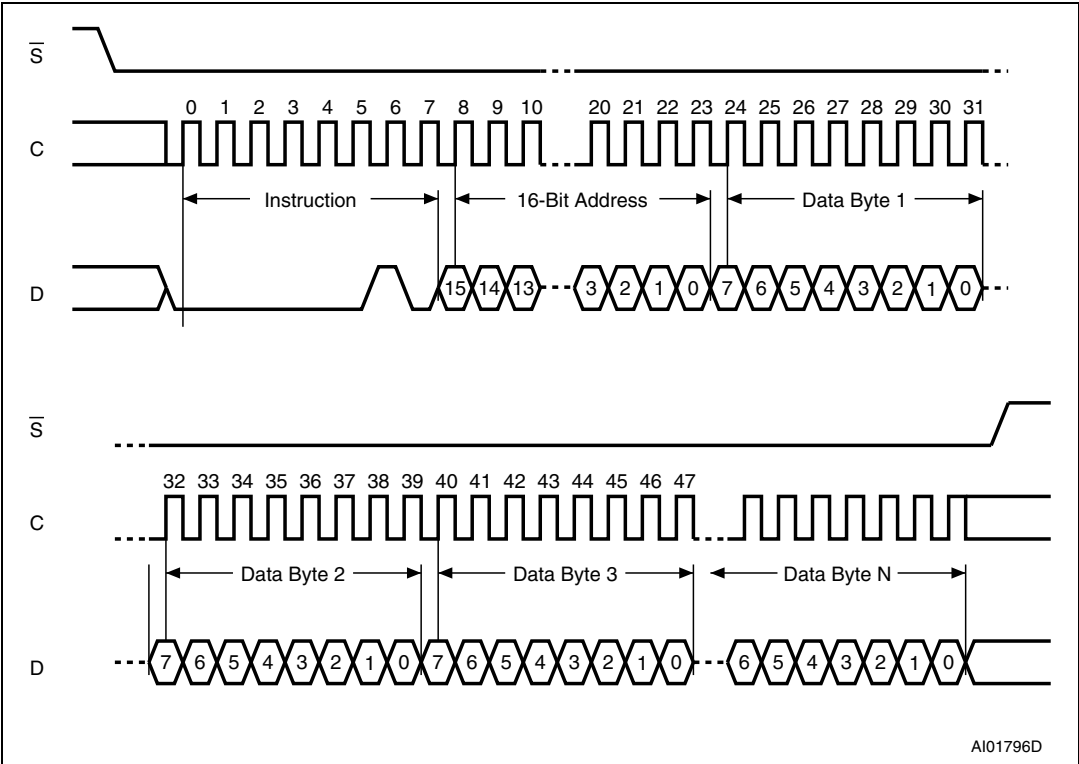 S
0 1 2 3 4 5 6 7 8 9 10 20 21 22 23 24 25 26 27 28 29 30 31
C
Instruction 16-Bit Address Data Byte 1
D 15 14 13 3 2 1 0 7 6 5 4 3 2 1 0
S
32 33 34 35 36 37 38 39 40 41 42 43 44 45 46 47
C
Data Byte 2 Data Byte 3 Data Byte N
D 7 6 5 4 3 2 1 0 7 6 5 4 3 2 1 0 6 5 4 3 2 1 0
AI01796D